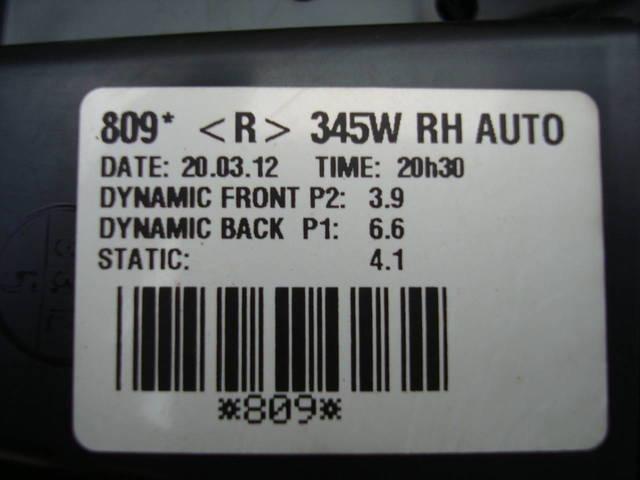 809* <R> 345W RH AUTO
DATE: 20.03.12 TIME: 20h30
DYNAMIC FRONT P2: 3.9
DYNAMIC BACK P1: 6.6
STATIC: 4.1
*809*